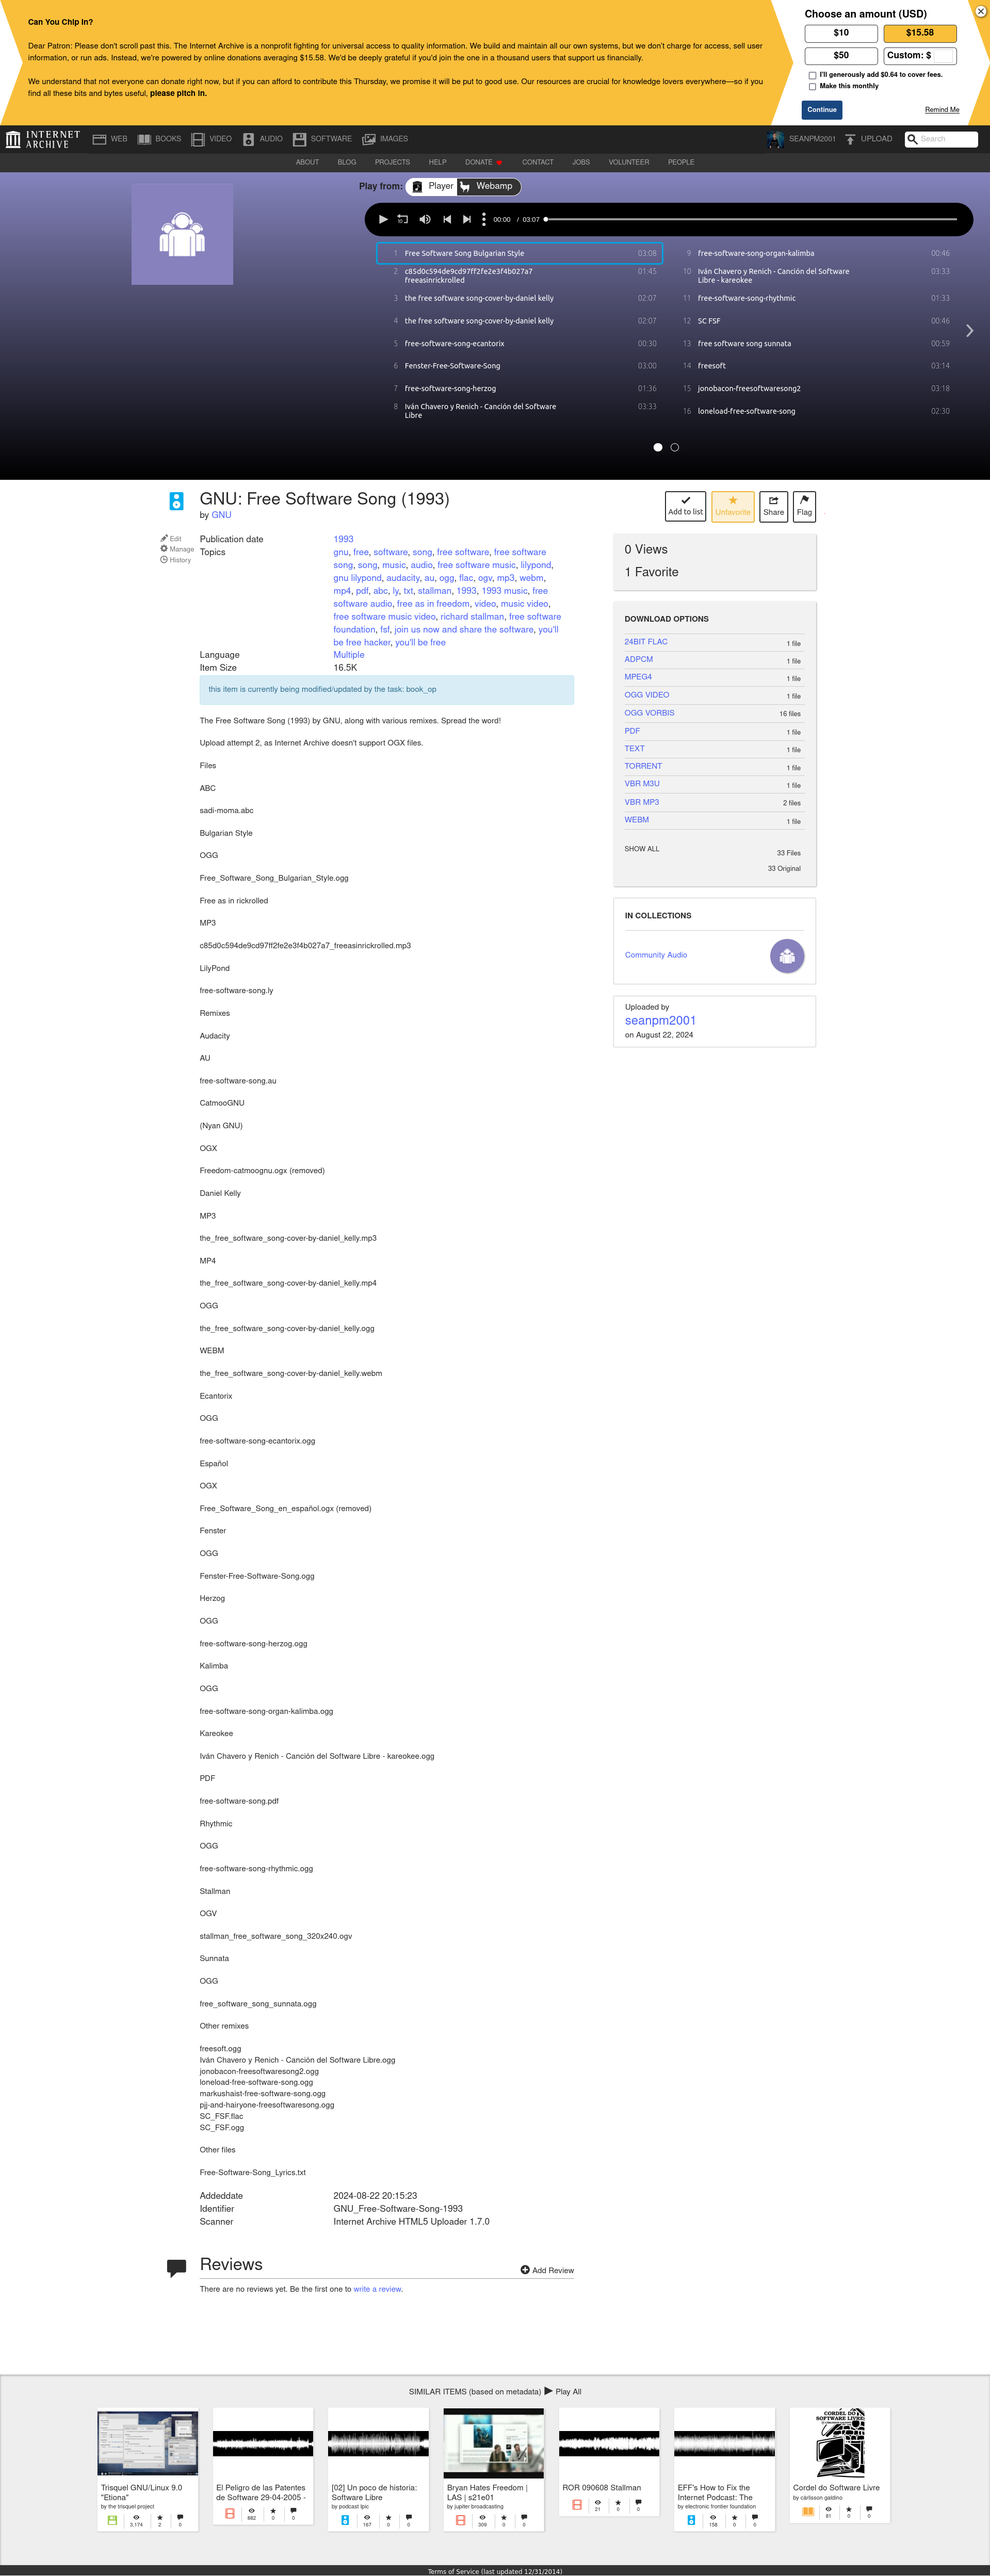 Can You Chip In?
Dear Patron: Please don't scroll past this. The Internet Archive is a nonprofit fighting for universal access to quality information. We build and maintain all our own systems, but we don't charge for access, sell user
information, or run ads. Instead, we're powered by online donations averaging $15.58. We'd be deeply grateful if you'd join the one in a thousand users that support us financially.
We understand that not everyone can donate right now, but if you can afford to contribute this Thursday, we promise it will be put to good use. Our resources are crucial for knowledge lovers everywhere—so if you
find all these bits and bytes useful, please pitch in.
Choose an amount (USD)
$10
$15.58
$50
Custom: $
I'll generously add $0.64 to cover fees.
Make this monthly
Continue
Remind Me
INTERNET
ARCHIVE
WEB
BOOKS
VIDEO
AUDIO
SOFTWARE
IMAGES
SEANPM2001
UPLOAD
Search
ABOUT
BLOG
PROJECTS
HELP
DONATE
CONTACT
JOBS
VOLUNTEER
PEOPLE
Play from:
Player
Webamp
00:00 / 03:07
1 Free Software Song Bulgarian Style 03:08
2 c85d0c594de9cd97ff2fe2e3f4b027a7 01:45
freeasinrickrolled
3 the free software song-cover-by-daniel kelly 02:07
4 the free software song-cover-by-daniel kelly 02:07
5 free-software-song-ecantorix 00:30
6 Fenster-Free-Software-Song 03:00
7 free-software-song-herzog 01:36
8 Iván Chavero y Renich - Canción del Software 03:33
Libre
9 free-software-song-organ-kalimba 00:46
10 Iván Chavero y Renich - Canción del Software 03:33
Libre - kareokee
11 free-software-song-rhythmic 01:33
12 SC FSF 00:46
13 free software song sunnata 00:59
14 freesoft 03:14
15 jonobacon-freesoftwaresong2 03:18
16 loneload-free-software-song 02:30
GNU: Free Software Song (1993)
by GNU
Add to list
Unfavorite
Share
Flag
Edit
Manage
History
Publication date 1993
Topics gnu, free, software, song, free software, free software
song, song, music, audio, free software music, lilypond,
gnu lilypond, audacity, au, ogg, flac, ogv, mp3, webm,
mp4, pdf, abc, ly, txt, stallman, 1993, 1993 music, free
software audio, free as in freedom, video, music video,
free software music video, richard stallman, free software
foundation, fsf, join us now and share the software, you'll
be free hacker, you'll be free
Language Multiple
Item Size 16.5K
this item is currently being modified/updated by the task: book_op
The Free Software Song (1993) by GNU, along with various remixes. Spread the word!
Upload attempt 2, as Internet Archive doesn't support OGX files.
Files
ABC
sadi-moma.abc
Bulgarian Style
OGG
Free_Software_Song_Bulgarian_Style.ogg
Free as in rickrolled
MP3
c85d0c594de9cd97ff2fe2e3f4b027a7_freeasinrickrolled.mp3
LilyPond
free-software-song.ly
Remixes
Audacity
AU
free-software-song.au
CatmooGNU
(Nyan GNU)
OGX
Freedom-catmoognu.ogx (removed)
Daniel Kelly
MP3
the_free_software_song-cover-by-daniel_kelly.mp3
MP4
the_free_software_song-cover-by-daniel_kelly.mp4
OGG
the_free_software_song-cover-by-daniel_kelly.ogg
WEBM
the_free_software_song-cover-by-daniel_kelly.webm
Ecantorix
OGG
free-software-song-ecantorix.ogg
Español
OGX
Free_Software_Song_en_español.ogx (removed)
Fenster
OGG
Fenster-Free-Software-Song.ogg
Herzog
OGG
free-software-song-herzog.ogg
Kalimba
OGG
free-software-song-organ-kalimba.ogg
Kareokee
Iván Chavero y Renich - Canción del Software Libre - kareokee.ogg
PDF
free-software-song.pdf
Rhythmic
OGG
free-software-song-rhythmic.ogg
Stallman
OGV
stallman_free_software_song_320x240.ogv
Sunnata
OGG
free_software_song_sunnata.ogg
Other remixes
freesoft.ogg
Iván Chavero y Renich - Canción del Software Libre.ogg
jonobacon-freesoftwaresong2.ogg
loneload-free-software-song.ogg
markushaist-free-software-song.ogg
pjj-and-hairyone-freesoftwaresong.ogg
SC_FSF.flac
SC_FSF.ogg
Other files
Free-Software-Song_Lyrics.txt
Addeddate 2024-08-22 20:15:23
Identifier GNU_Free-Software-Song-1993
Scanner Internet Archive HTML5 Uploader 1.7.0
0 Views
1 Favorite
DOWNLOAD OPTIONS
24BIT FLAC 1 file
ADPCM 1 file
MPEG4 1 file
OGG VIDEO 1 file
OGG VORBIS 16 files
PDF 1 file
TEXT 1 file
TORRENT 1 file
VBR M3U 1 file
VBR MP3 2 files
WEBM 1 file
SHOW ALL 33 Files
33 Original
IN COLLECTIONS
Community Audio
Uploaded by
seanpm2001
on August 22, 2024
Reviews
Add Review
There are no reviews yet. Be the first one to write a review.
SIMILAR ITEMS (based on metadata) Play All
Trisquel GNU/Linux 9.0
"Etiona"
by the trisquel project
3,174 2 0
El Peligro de las Patentes
de Software 29-04-2005 -
682 0 0
[02] Un poco de historia:
Software Libre
by podcast lpic
167 0 0
Bryan Hates Freedom |
LAS | s21e01
by jupiter broadcasting
309 0 0
ROR 090608 Stallman
21 0 0
EFF's How to Fix the
Internet Podcast: The
by electronic frontier foundation
158 0 0
CORDEL DO
SOFTWARE LIVRE
Cordel do Software Livre
by cárlisson galdino
81 0 0
Terms of Service (last updated 12/31/2014)